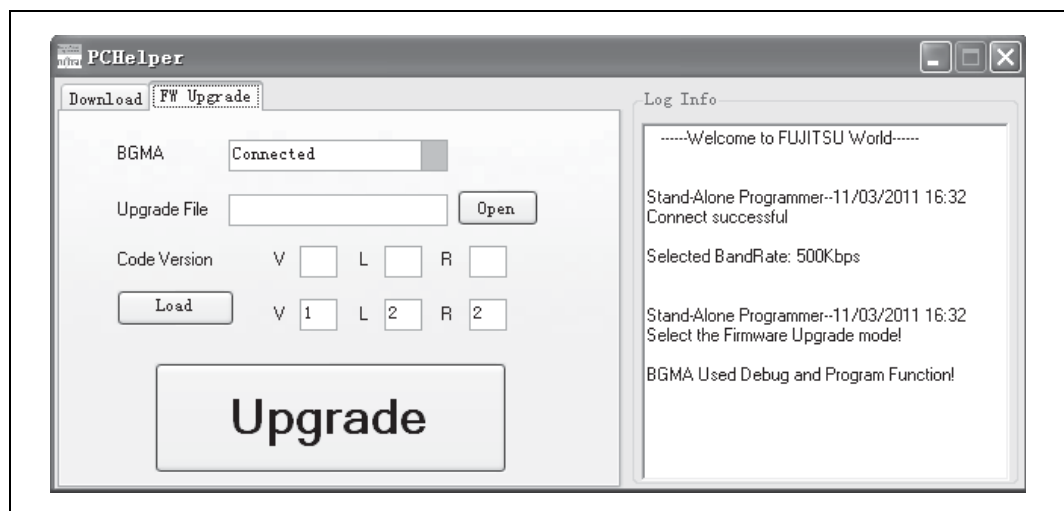 PCHelper
Download FW Upgrade
BGMA Connected
Upgrade File Open
Code Version V L R
Load V 1 L 2 R 2
Upgrade
Log Info
------Welcome to FUJITSU World------
Stand-Alone Programmer--11/03/2011 16:32
Connect successful
Selected BandRate: 500Kbps
Stand-Alone Programmer--11/03/2011 16:32
Select the Firmware Upgrade mode!
BGMA Used Debug and Program Function!